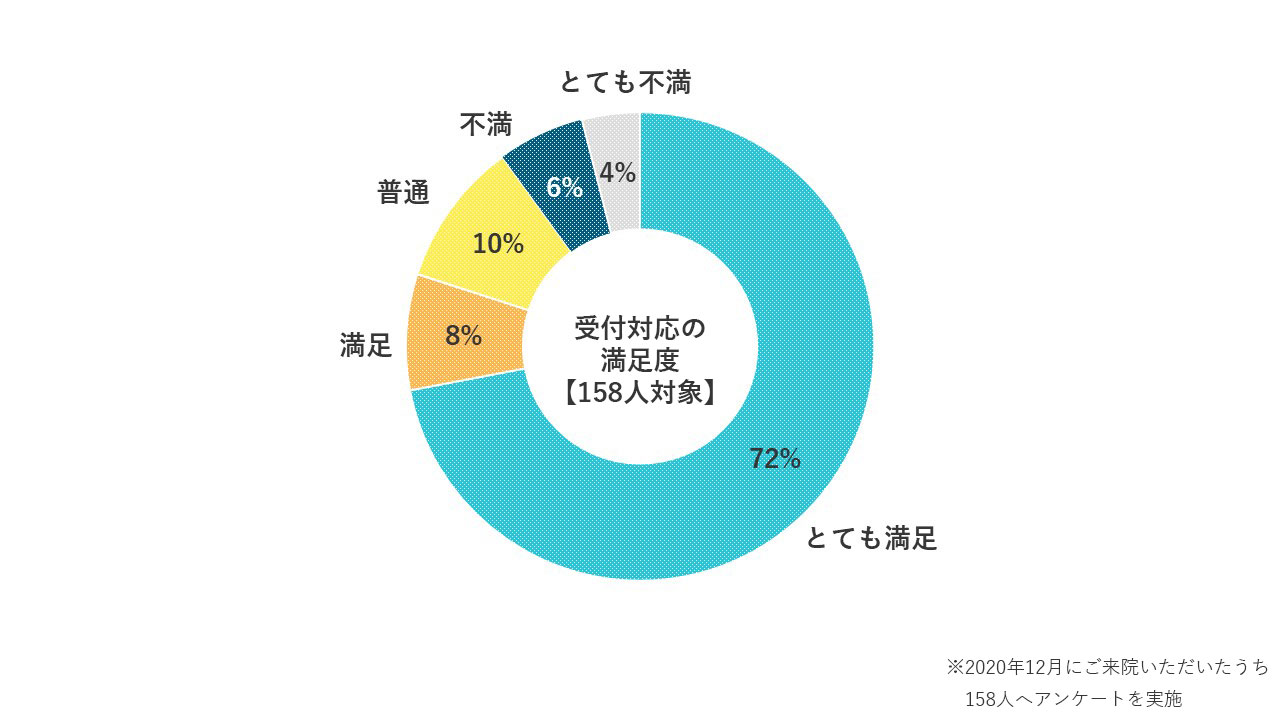 とても不満
不満
4%
6%
普通
10%
受付対応の
満足度
【158人対象】
8%
満足
72%
とても満足
※2020年12月にご来院いただいたうち
158人へアンケートを実施